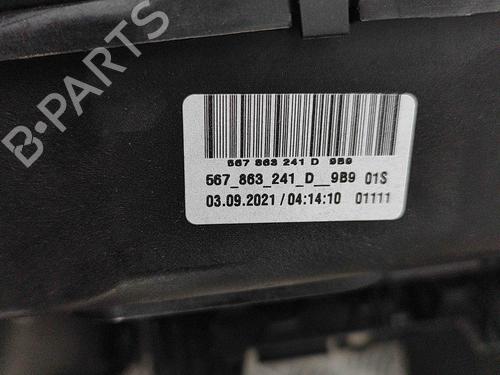 B-PARTS
567 863 241 D 9B9
567_863_241_D__9B9 01S
03.09.2021 / 04:14:10 01111